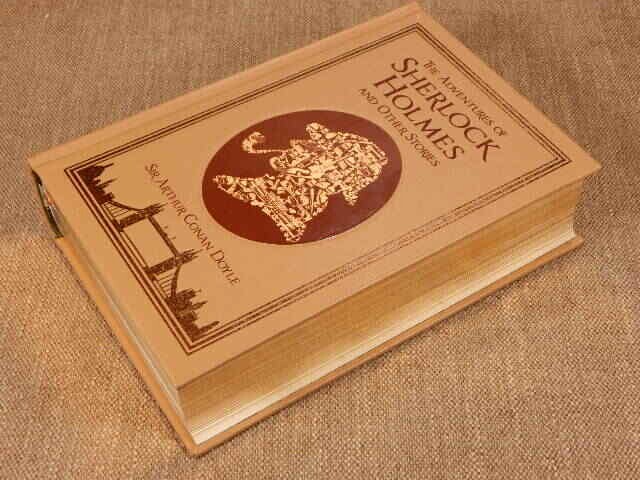 THE ADVENTURES OF
SHERLOCK
HOLMES
AND OTHER STORIES
SIR ARTHUR CONAN DOYLE